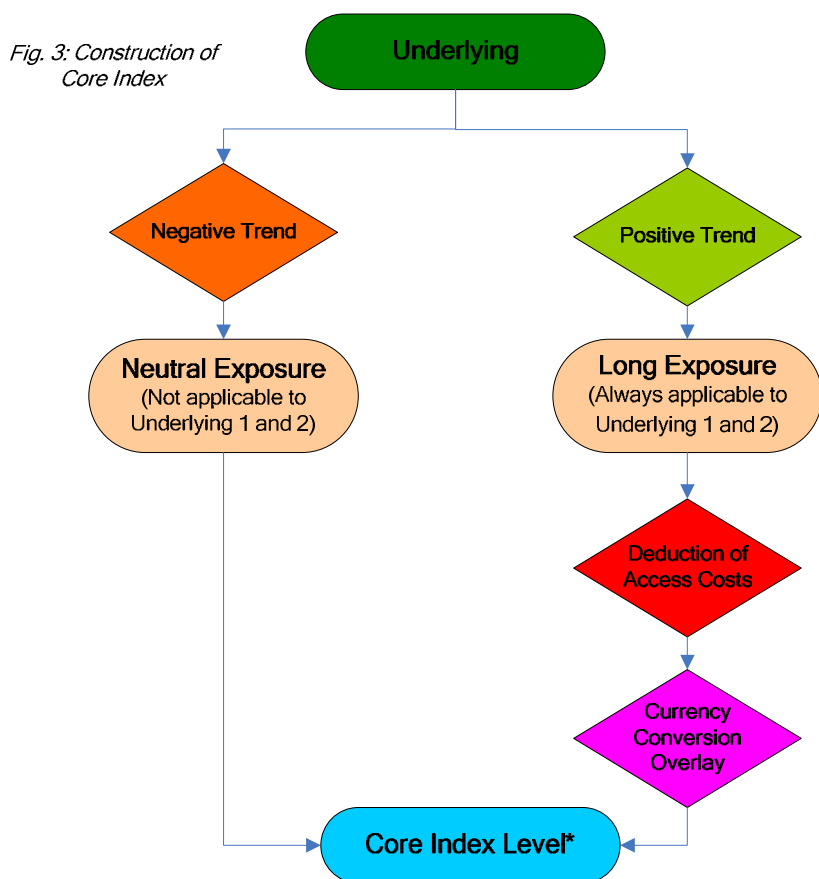 Fig. 3: Construction of
Core Index
Underlying
Negative Trend
Positive Trend
Neutral Exposure
(Not applicable to
Underlying 1 and 2)
Long Exposure
(Always applicable to
Underlying 1 and 2)
Deduction of
Access Costs
Currency
Conversion
Overlay
Core Index Level*